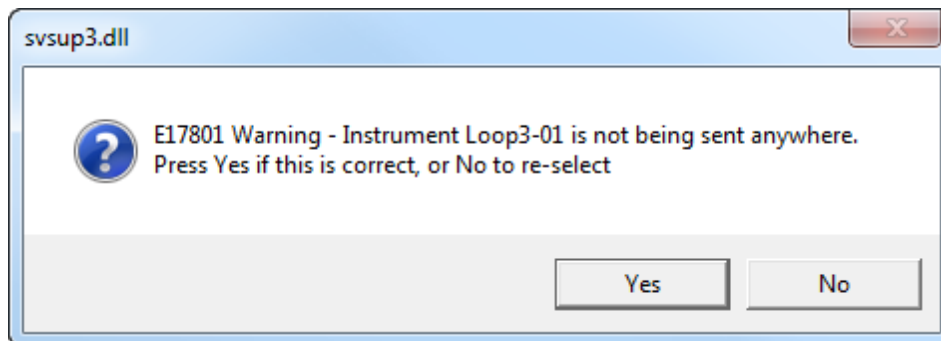 svsup3.dll
E17801 Warning - Instrument Loop3-01 is not being sent anywhere.
Press Yes if this is correct, or No to re-select
Yes
No